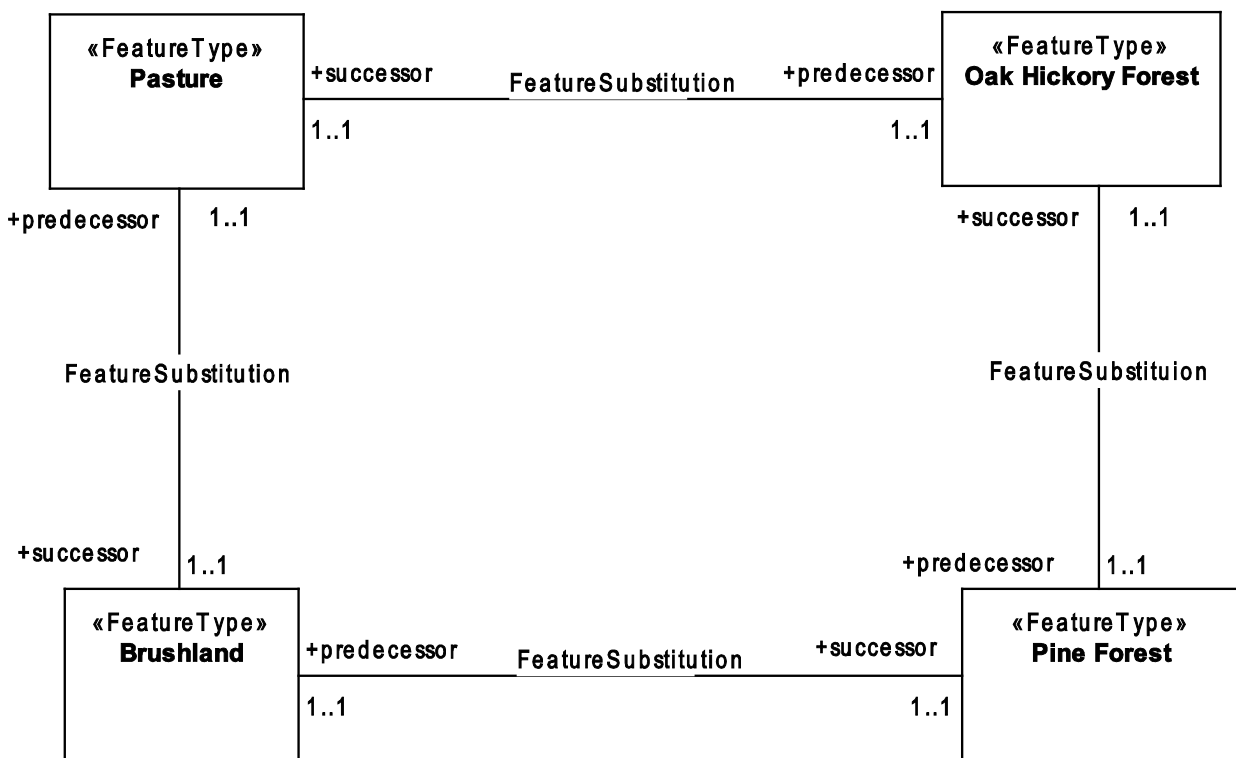 «FeatureType»
Pasture
+successor
FeatureSubstitution
+predecessor
1..1
1..1
«FeatureType»
Oak Hickory Forest
+predecessor
1..1
+successor
1..1
FeatureSubstitution
FeatureSubstituion
+successor
1..1
+predecessor
1..1
«FeatureType»
Brushland
+predecessor
FeatureSubstitution
+successor
1..1
1..1
«FeatureType»
Pine Forest